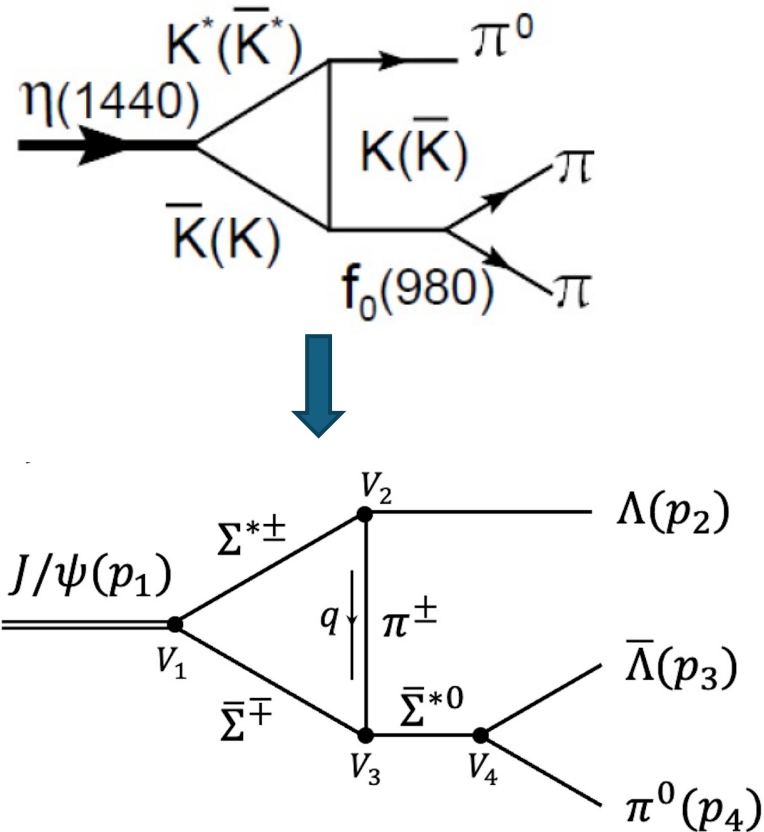 K*(K̅*)
π⁰
η(1440)
K(K̅)
π
K̅(K)
f₀(980)
π
V₂
Σ*± Λ(p₂)
J/ψ(p₁)
q π±
Λ̅(p₃)
V₁
Σ̅∓ Σ̅*⁰
V₃ V₄
π⁰(p₄)